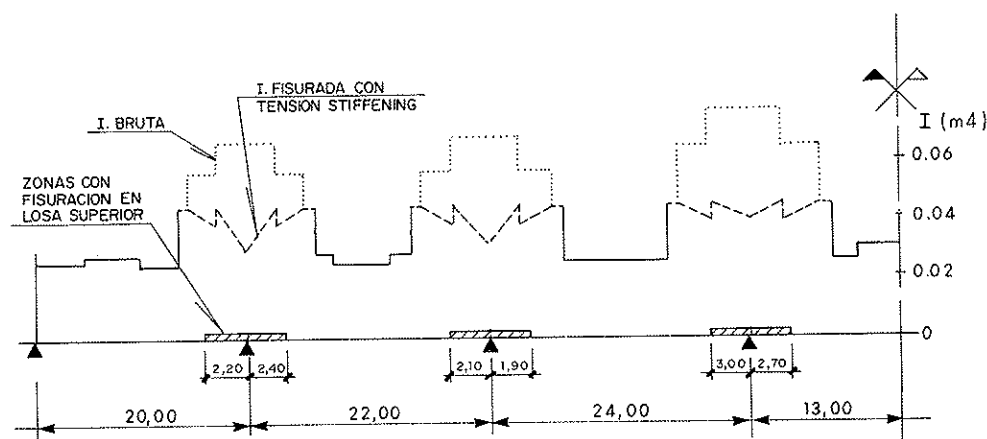 I. FISURADA CON
TENSION STIFFENING
I. BRUTA
I (m4)
0.06
ZONAS CON
FISURACION EN
LOSA SUPERIOR
0.04
0.02
0
2,20 2,40 2,10 1,90 3,00 2,70
20,00 22,00 24,00 13,00